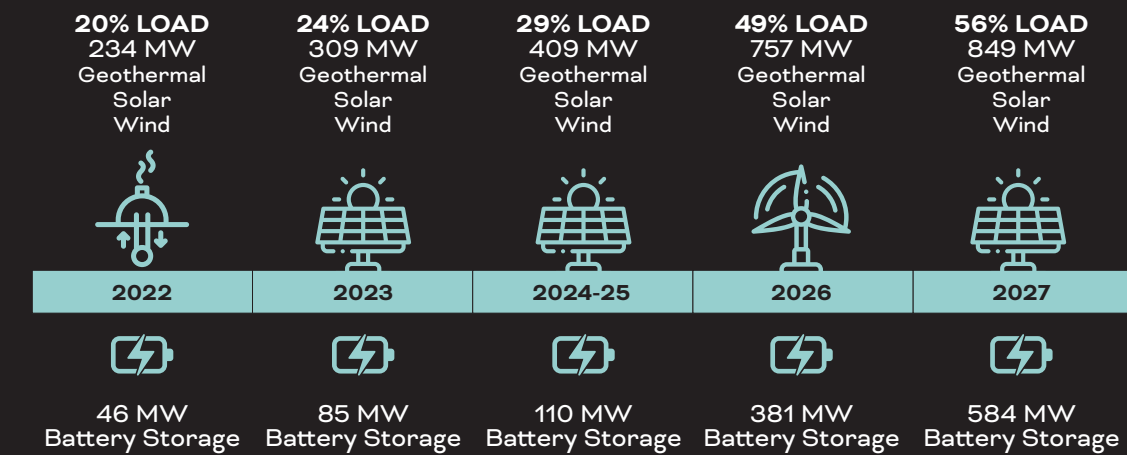 20% LOAD
234 MW
Geothermal
Solar
Wind
24% LOAD
309 MW
Geothermal
Solar
Wind
29% LOAD
409 MW
Geothermal
Solar
Wind
49% LOAD
757 MW
Geothermal
Solar
Wind
56% LOAD
849 MW
Geothermal
Solar
Wind
2022
2023
2024-25
2026
2027
46 MW
Battery Storage
85 MW
Battery Storage
110 MW
Battery Storage
381 MW
Battery Storage
584 MW
Battery Storage